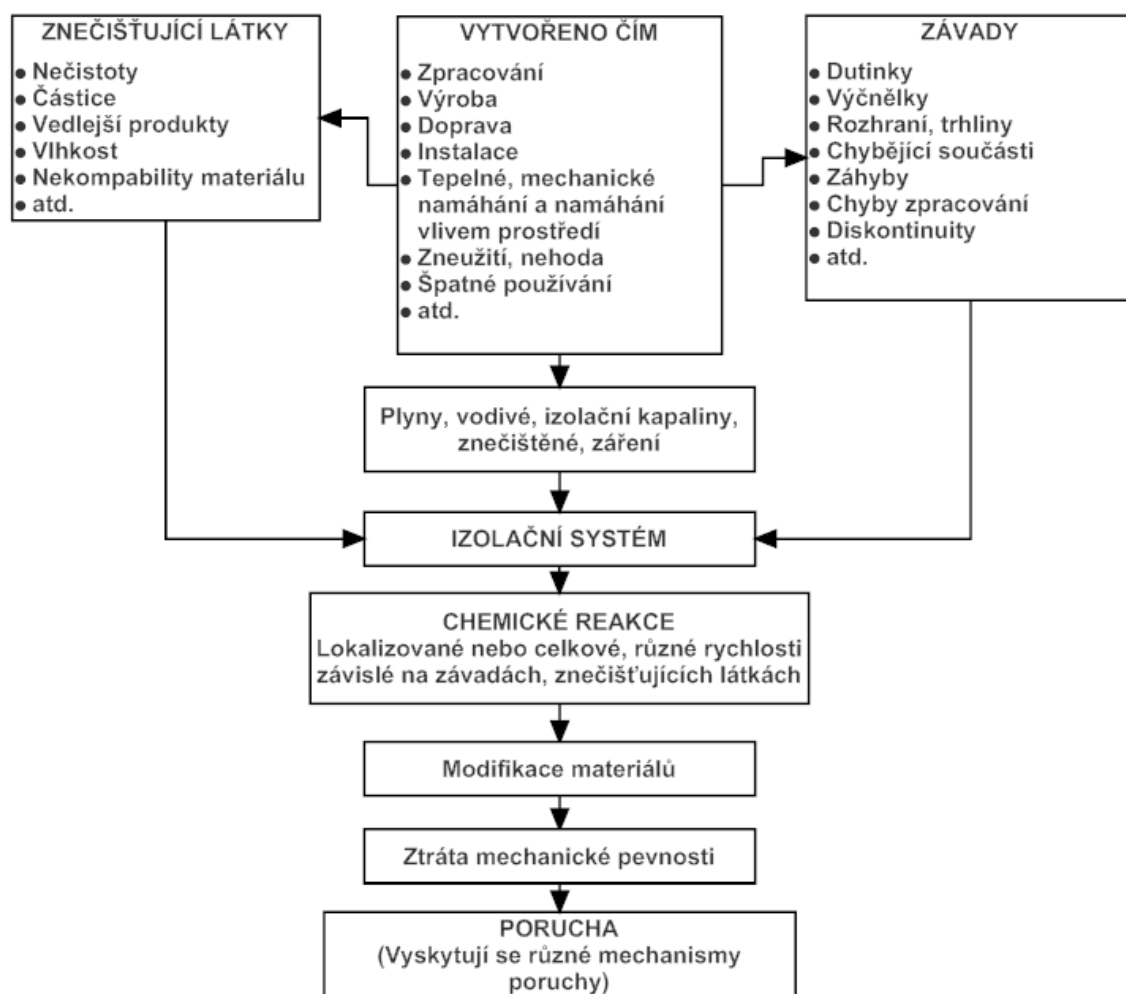 ZNEČIŠŤUJÍCÍ LÁTKY
● Nečistoty
● Částice
● Vedlejší produkty
● Vlhkost
● Nekompability materiálu
● atd.
VYTVOŘENO ČÍM
● Zpracování
● Výroba
● Doprava
● Instalace
● Tepelné, mechanické
namáhání a namáhání
vlivem prostředí
● Zneužití, nehoda
● Špatné používání
● atd.
ZÁVADY
● Dutinky
● Výčnělky
● Rozhraní, trhliny
● Chybějící součásti
● Záhyby
● Chyby zpracování
● Diskontinuity
● atd.
Plyny, vodivé, izolační kapaliny,
znečištěné, záření
IZOLAČNÍ SYSTÉM
CHEMICKÉ REAKCE
Lokalizované nebo celkové, různé rychlosti
závislé na závadách, znečišťujících látkách
Modifikace materiálů
Ztráta mechanické pevnosti
PORUCHA
(Vyskytují se různé mechanismy
poruchy)